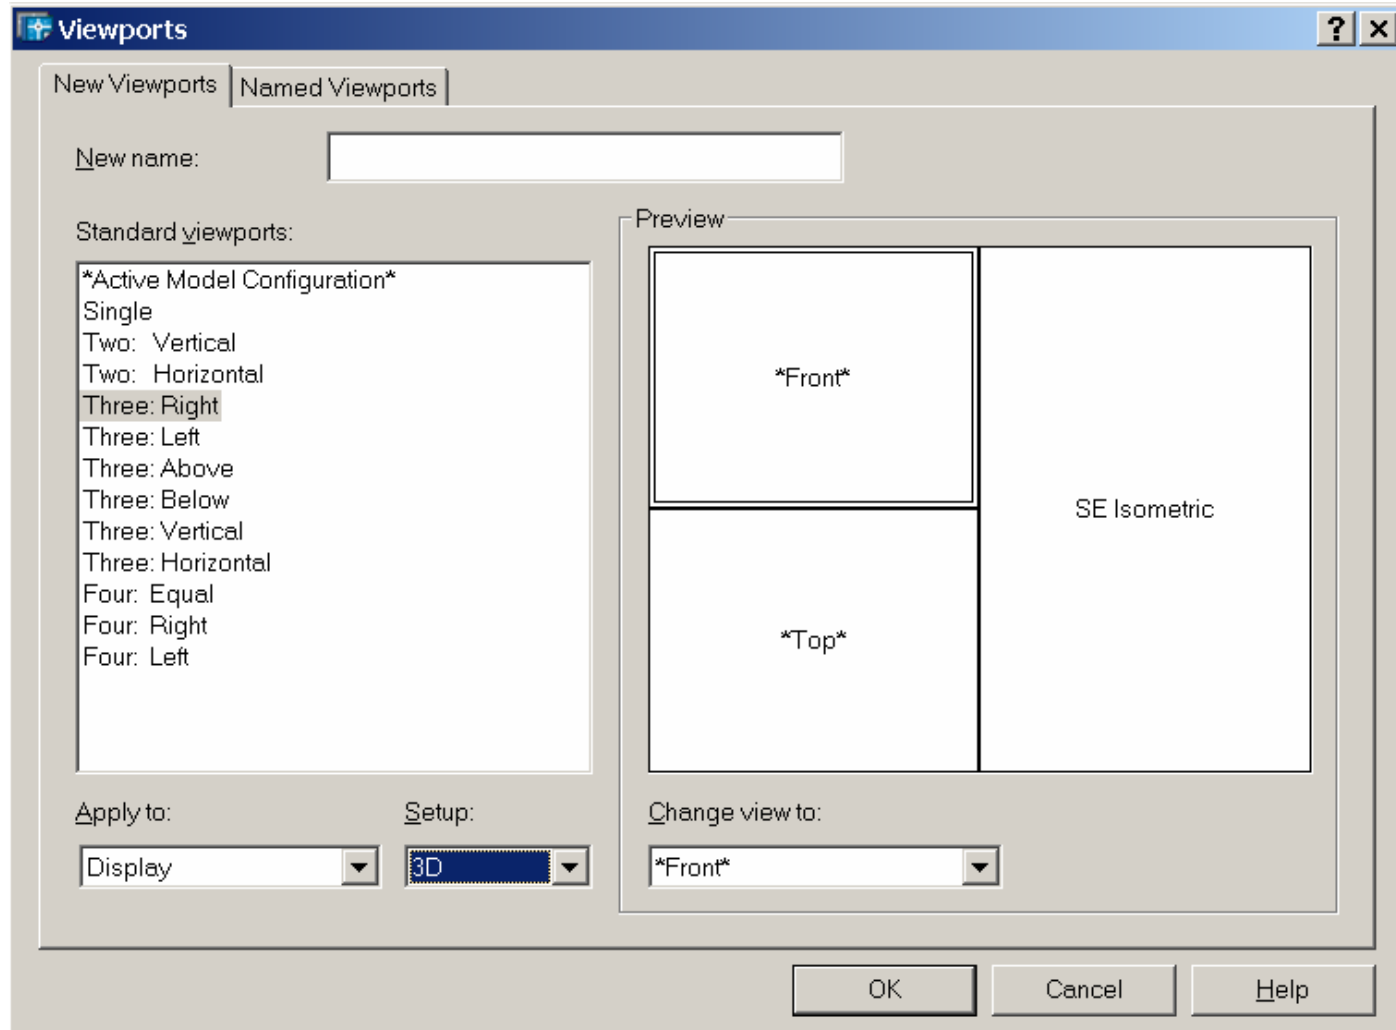 Viewports
New Viewports
Named Viewports
New name:
Standard viewports:
*Active Model Configuration*
Single
Two: Vertical
Two: Horizontal
Three: Right
Three: Left
Three: Above
Three: Below
Three: Vertical
Three: Horizontal
Four: Equal
Four: Right
Four: Left
Apply to:
Display
Setup:
3D
Preview
*Front*
*Top*
SE Isometric
Change view to:
*Front*
OK
Cancel
Help